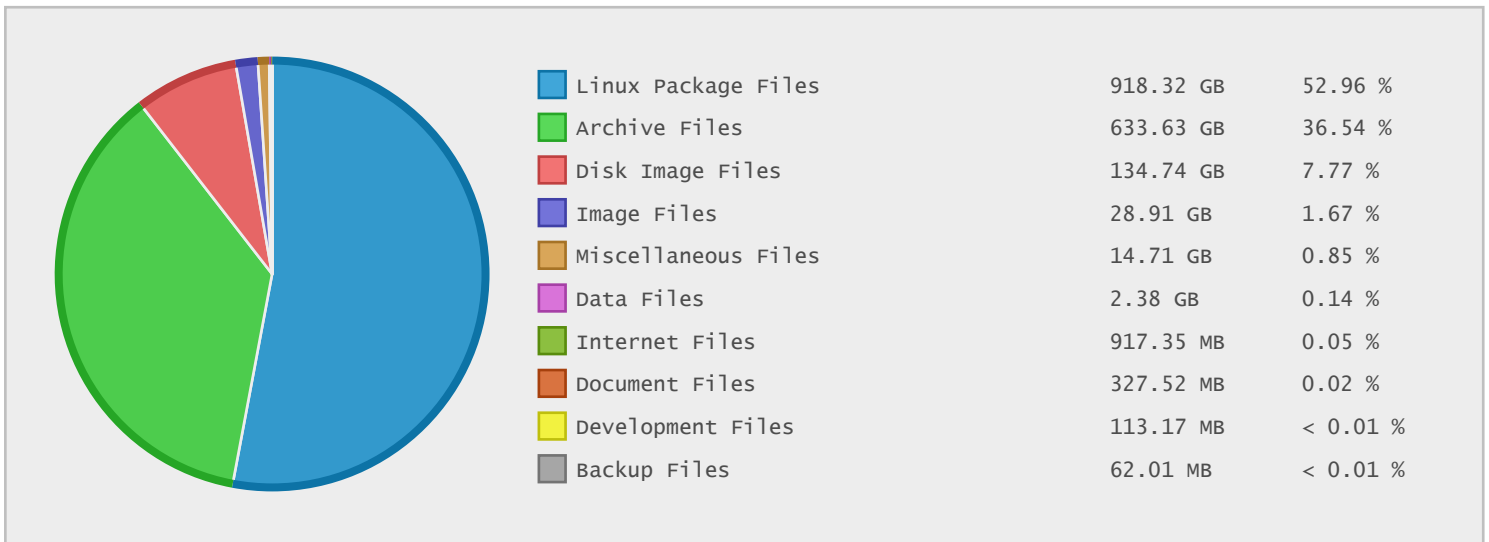 Linux Package Files 918.32 GB 52.96 %
Archive Files 633.63 GB 36.54 %
Disk Image Files 134.74 GB 7.77 %
Image Files 28.91 GB 1.67 %
Miscellaneous Files 14.71 GB 0.85 %
Data Files 2.38 GB 0.14 %
Internet Files 917.35 MB 0.05 %
Document Files 327.52 MB 0.02 %
Development Files 113.17 MB < 0.01 %
Backup Files 62.01 MB < 0.01 %